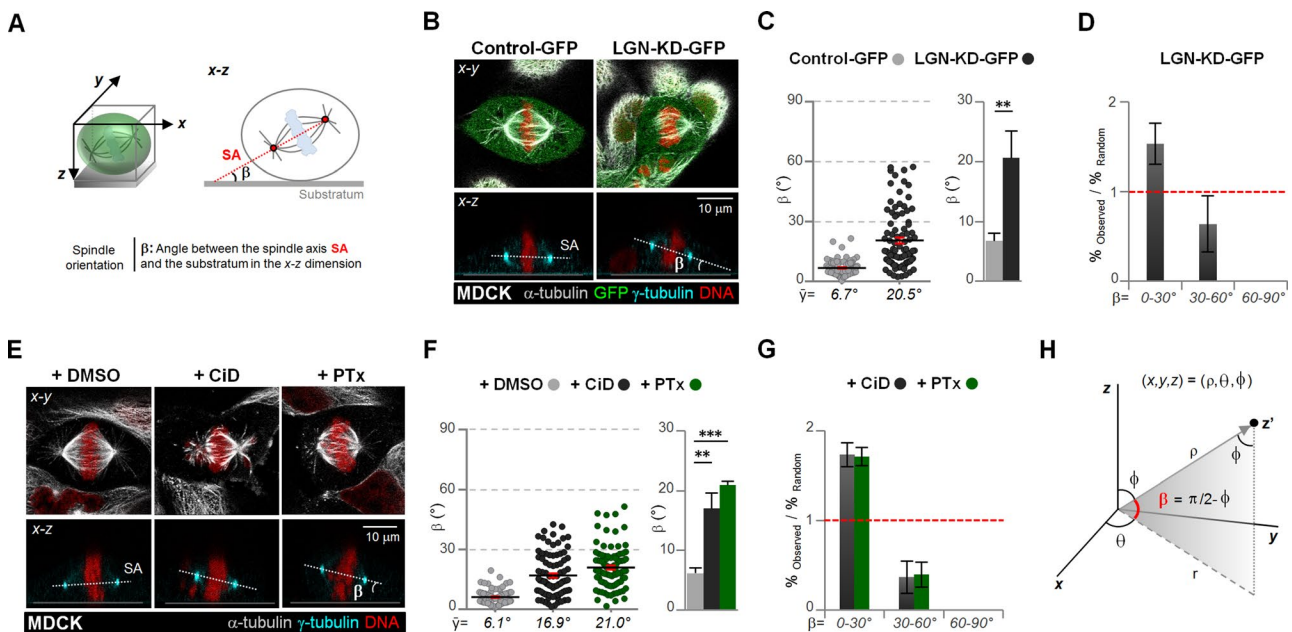 A
y
x
z
x-z
SA
β
Substratum
Spindle orientation
β: Angle between the spindle axis SA and the substratum in the x-z dimension
B
Control-GFP LGN-KD-GFP
x-y
x-z
SA
10 μm
β
MDCK α-tubulin GFP γ-tubulin DNA
C
Control-GFP LGN-KD-GFP
β (°)
90
60
30
0
ȳ= 6.7° 20.5°
β (°)
30
20
10
0
**
D
LGN-KD-GFP
% Observed / % Random
2
1
0
β= 0-30° 30-60° 60-90°
E
+ DMSO + CiD + PTx
x-y
x-z
SA
10 μm
β
MDCK α-tubulin γ-tubulin DNA
F
+ DMSO + CiD + PTx
β (°)
90
60
30
0
ȳ= 6.1° 16.9° 21.0°
β (°)
30
20
10
0
***
**
G
+ CiD + PTx
% Observed / % Random
2
1
0
β= 0-30° 30-60° 60-90°
H
z
(x,y,z) = (ρ,θ,ϕ)
z'
ρ
ϕ
ϕ
β = π/2-ϕ
θ
y
x
r